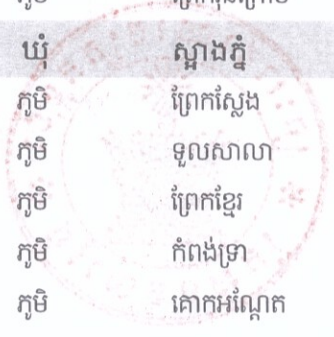 ឃុំ ស្ពាងភ្នំ
ភូមិ ព្រែកស្លែង
ភូមិ ទួលសាលា
ភូមិ ព្រែកខ្មែរ
ភូមិ កំពង់ទ្រា
ភូមិ គោកអណ្ដែត